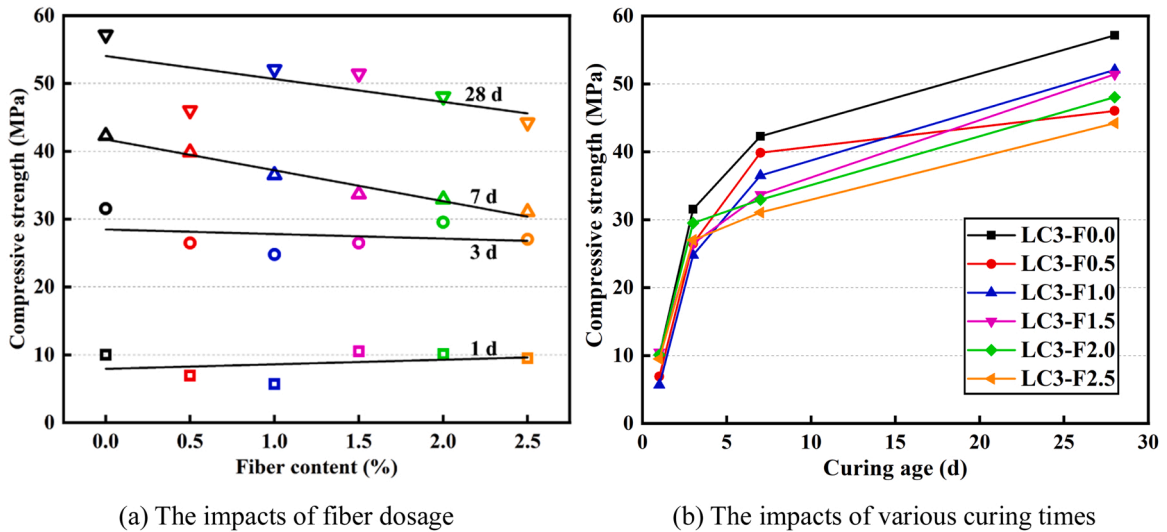 60
50
40
30
20
10
0
Compressive strength (MPa)
28 d
7 d
3 d
1 d
0.0 0.5 1.0 1.5 2.0 2.5
Fiber content (%)
(a) The impacts of fiber dosage
60
50
40
30
20
10
0
Compressive strength (MPa)
LC3-F0.0
LC3-F0.5
LC3-F1.0
LC3-F1.5
LC3-F2.0
LC3-F2.5
0 5 10 15 20 25 30
Curing age (d)
(b) The impacts of various curing times